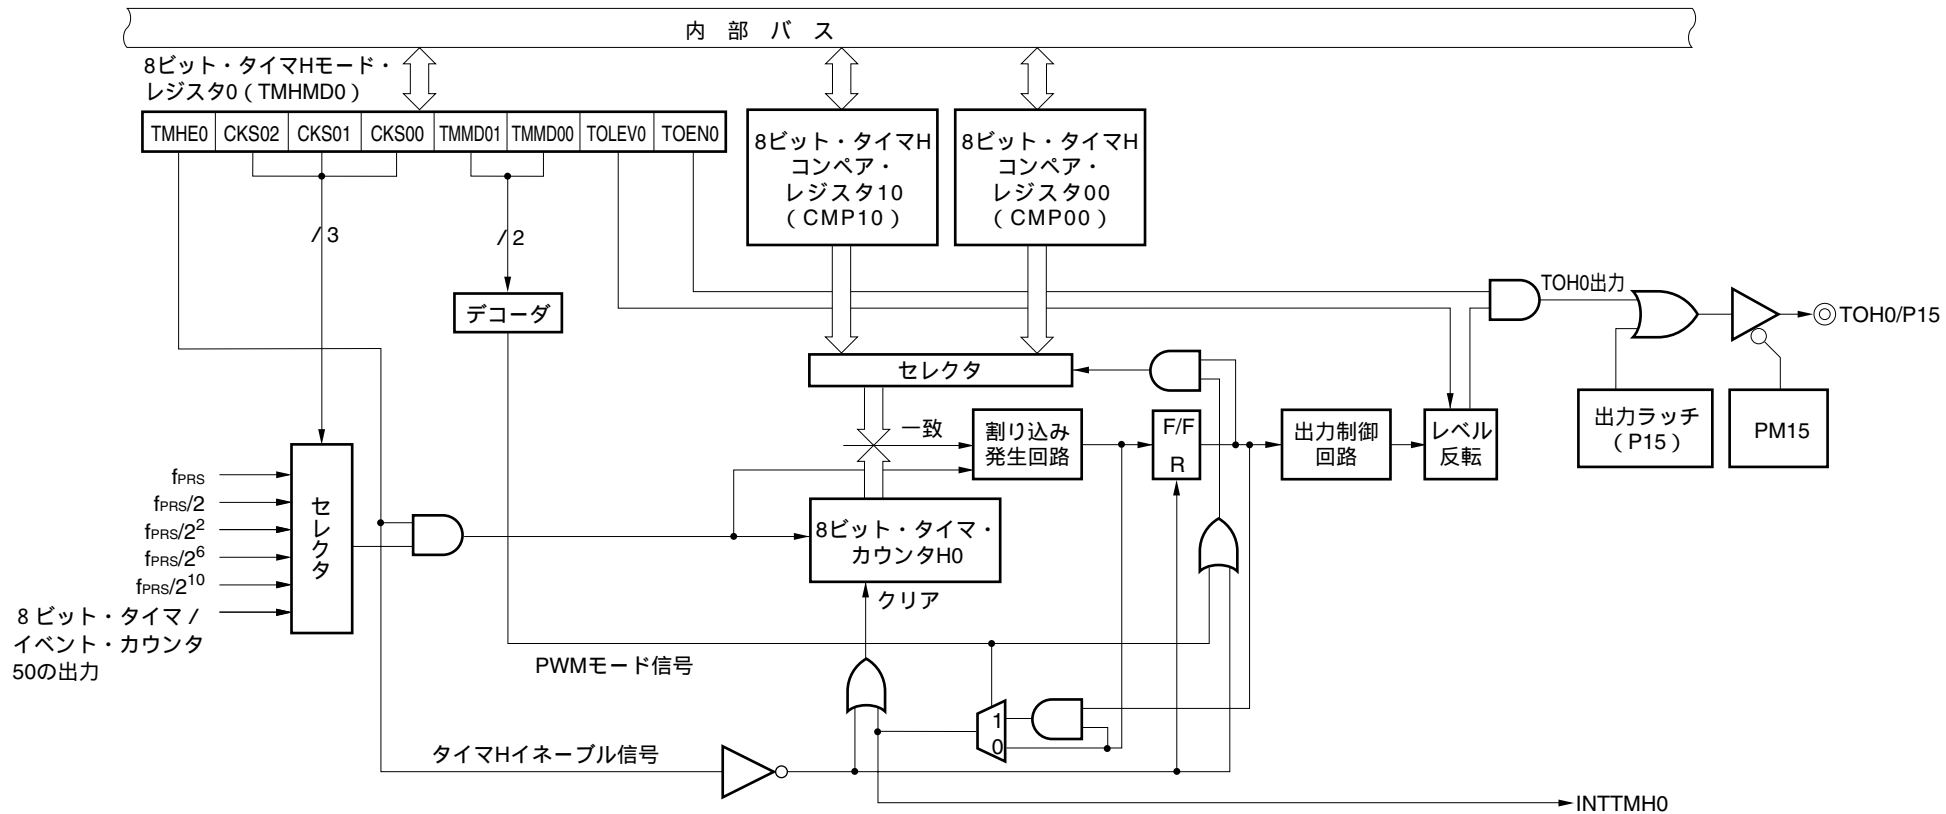 内 部 バ ス
8ビット・タイマHモード・
レジスタ0(TMHMD0)
TMHE0 CKS02 CKS01 CKS00 TMMD01 TMMD00 TOLEV0 TOEN0
8ビット・タイマH
コンペア・
レジスタ10
(CMP10)
8ビット・タイマH
コンペア・
レジスタ00
(CMP00)
/ 3
/ 2
デコーダ
TOH0出力
TOH0/P15
セレクタ
出力ラッチ
(P15)
PM15
一致
割り込み
発生回路
F/F
R
出力制御
回路
レベル
反転
fPRS
fPRS/2
fPRS/2²
fPRS/2⁶
fPRS/2¹⁰
8 ビット・タイマ /
イベント・カウンタ
50の出力
セレクタ
8ビット・タイマ・
カウンタH0
クリア
PWMモード信号
1
0
タイマHイネーブル信号
INTTMH0